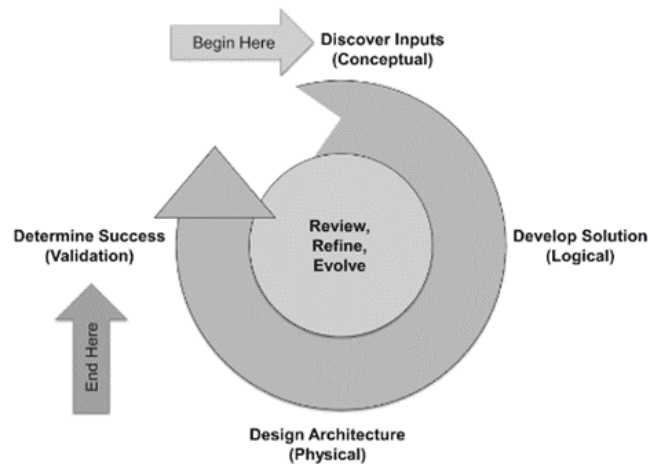 Begin Here
Discover Inputs
(Conceptual)
Review,
Refine,
Evolve
Determine Success
(Validation)
Develop Solution
(Logical)
End Here
Design Architecture
(Physical)